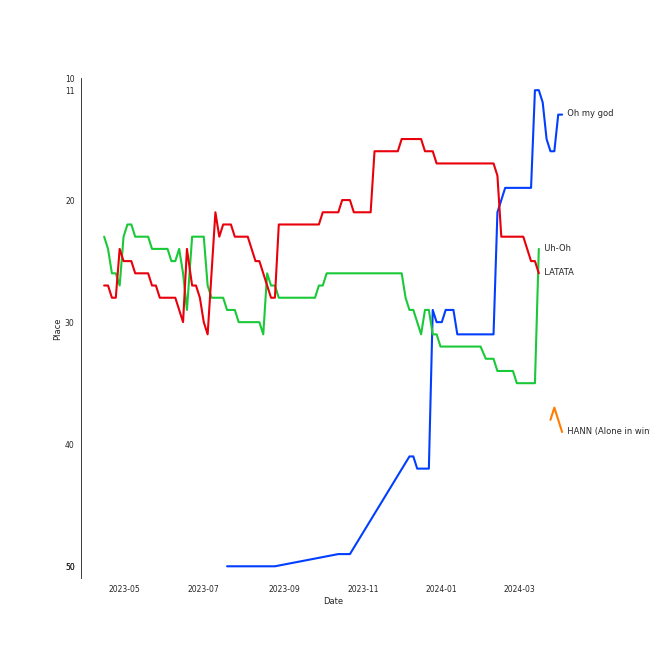 10
11
Oh my god
20
Uh-Oh
LATATA
30
Place
HANN (Alone in win
40
50
2023-05
2023-07
2023-09
2023-11
2024-01
2024-03
Date